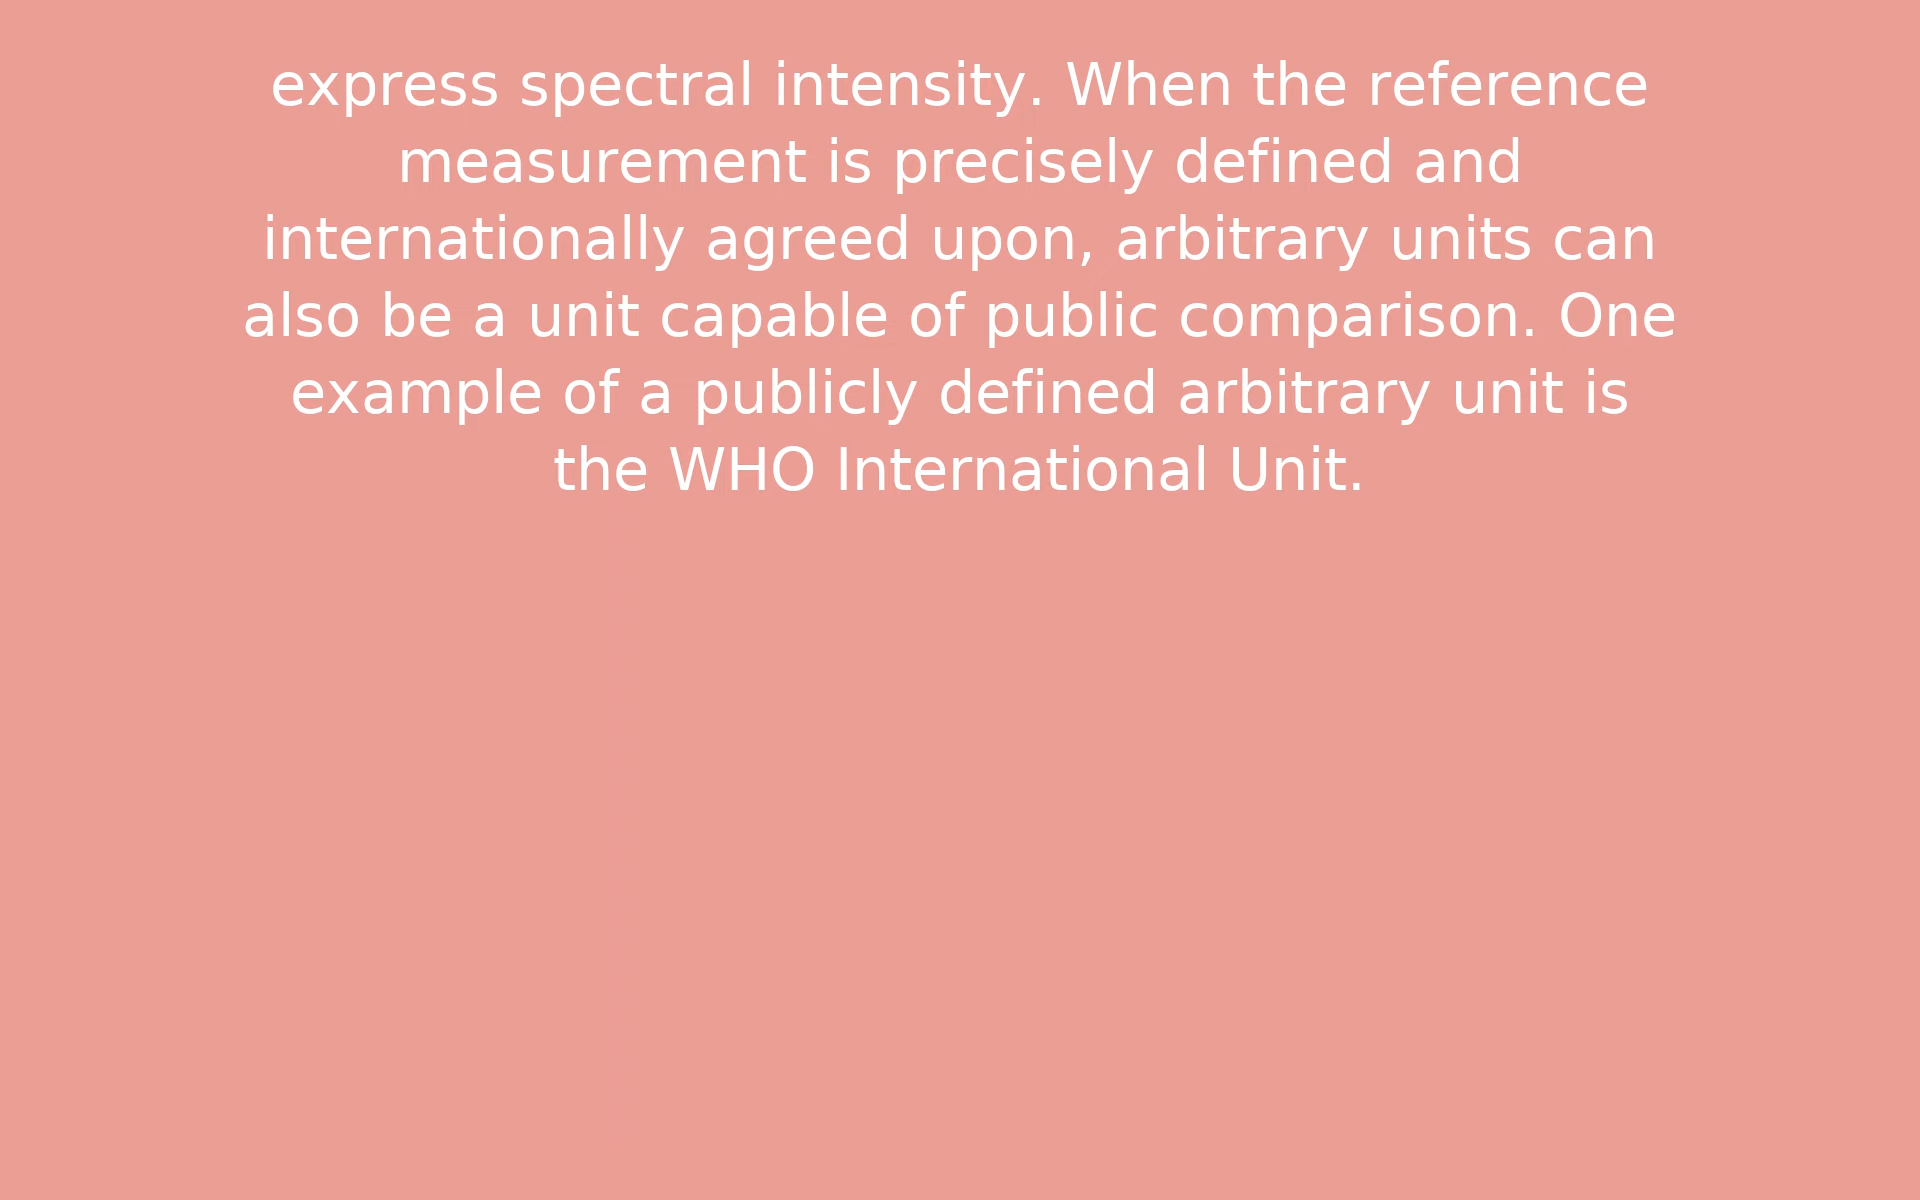 express spectral intensity. When the reference
measurement is precisely defined and
internationally agreed upon, arbitrary units can
also be a unit capable of public comparison. One
example of a publicly defined arbitrary unit is
the WHO International Unit.